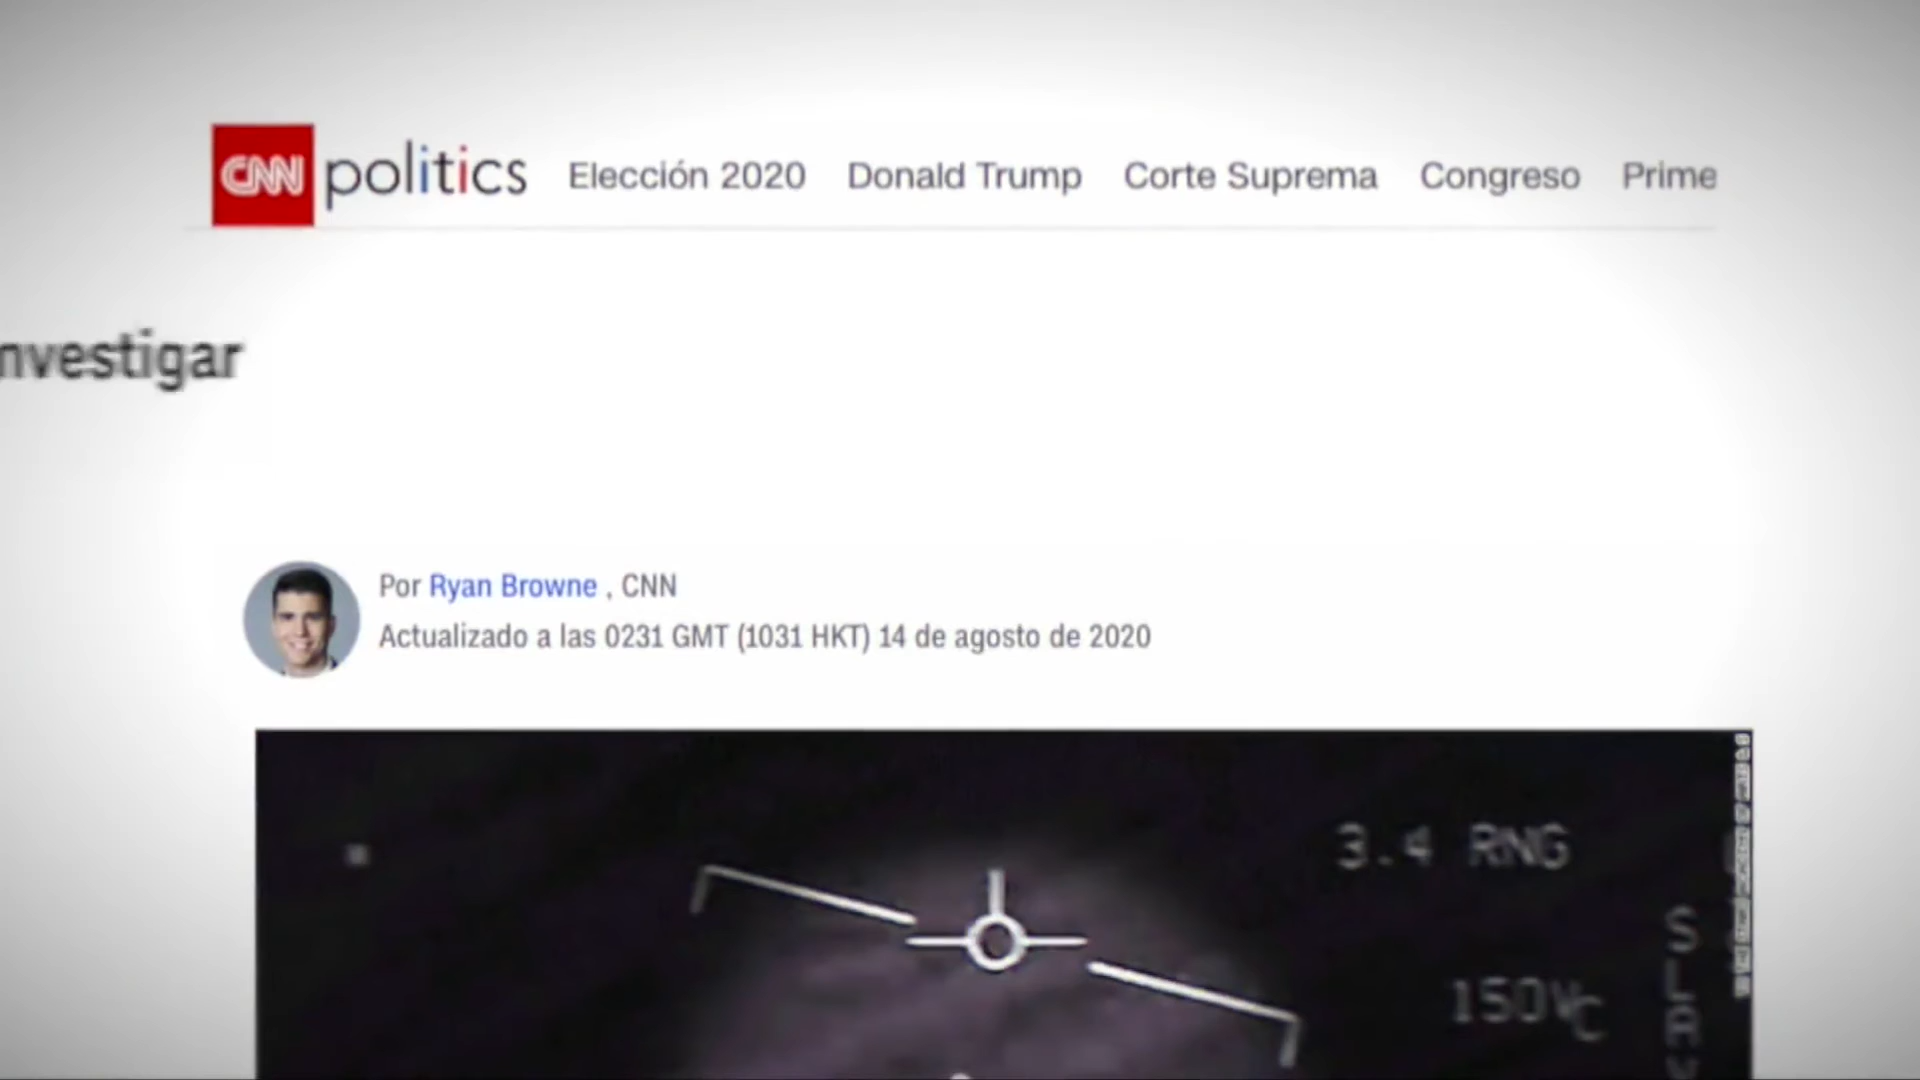 CNN politics Elección 2020 Donald Trump Corte Suprema Congreso Prime
nvestigar
Por Ryan Browne , CNN
Actualizado a las 0231 GMT (1031 HKT) 14 de agosto de 2020
3.4 RNG
150 VC
S
L
A
V